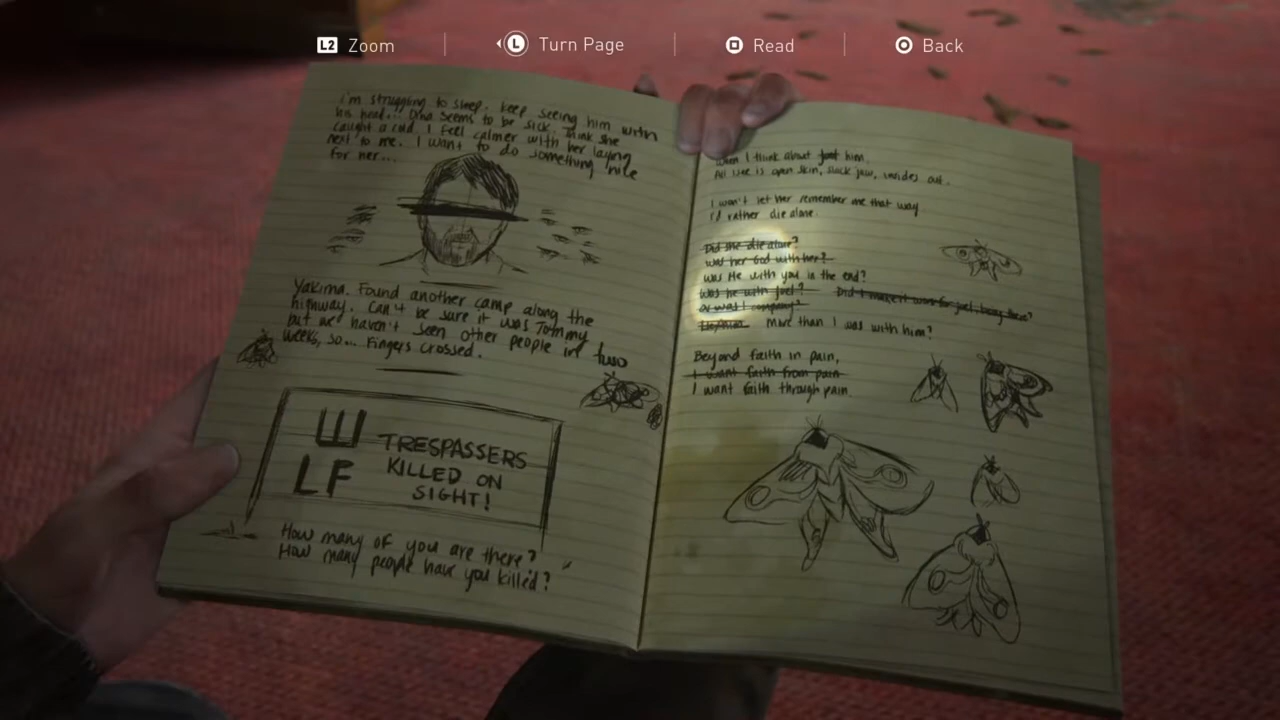 L2 Zoom
L Turn Page
Read
Back
i'm struggling to sleep. Keep seeing him with
his head... Dina seems to be sick. Think she
caught a cold. I feel calmer with her laying
next to me. I want to do something nice
for her...
Yakima. Found another camp along the
highway. Can't be sure it was Tommy
but we haven't seen other people in two
weeks, so... Fingers crossed.
W
LF
TRESPASSERS
KILLED ON
SIGHT!
How many of you are there?
How many people have you killed?
When I think about him.
All I see is open skin, slack jaw, insides out.
I won't let her remember me that way
I'd rather die alone.
Did she die alone?
Was her God with her?
Was He with you in the end?
Was he with Joel?
or was I
More than I was with him?
Beyond faith in pain,
I want faith from pain
I want faith through pain